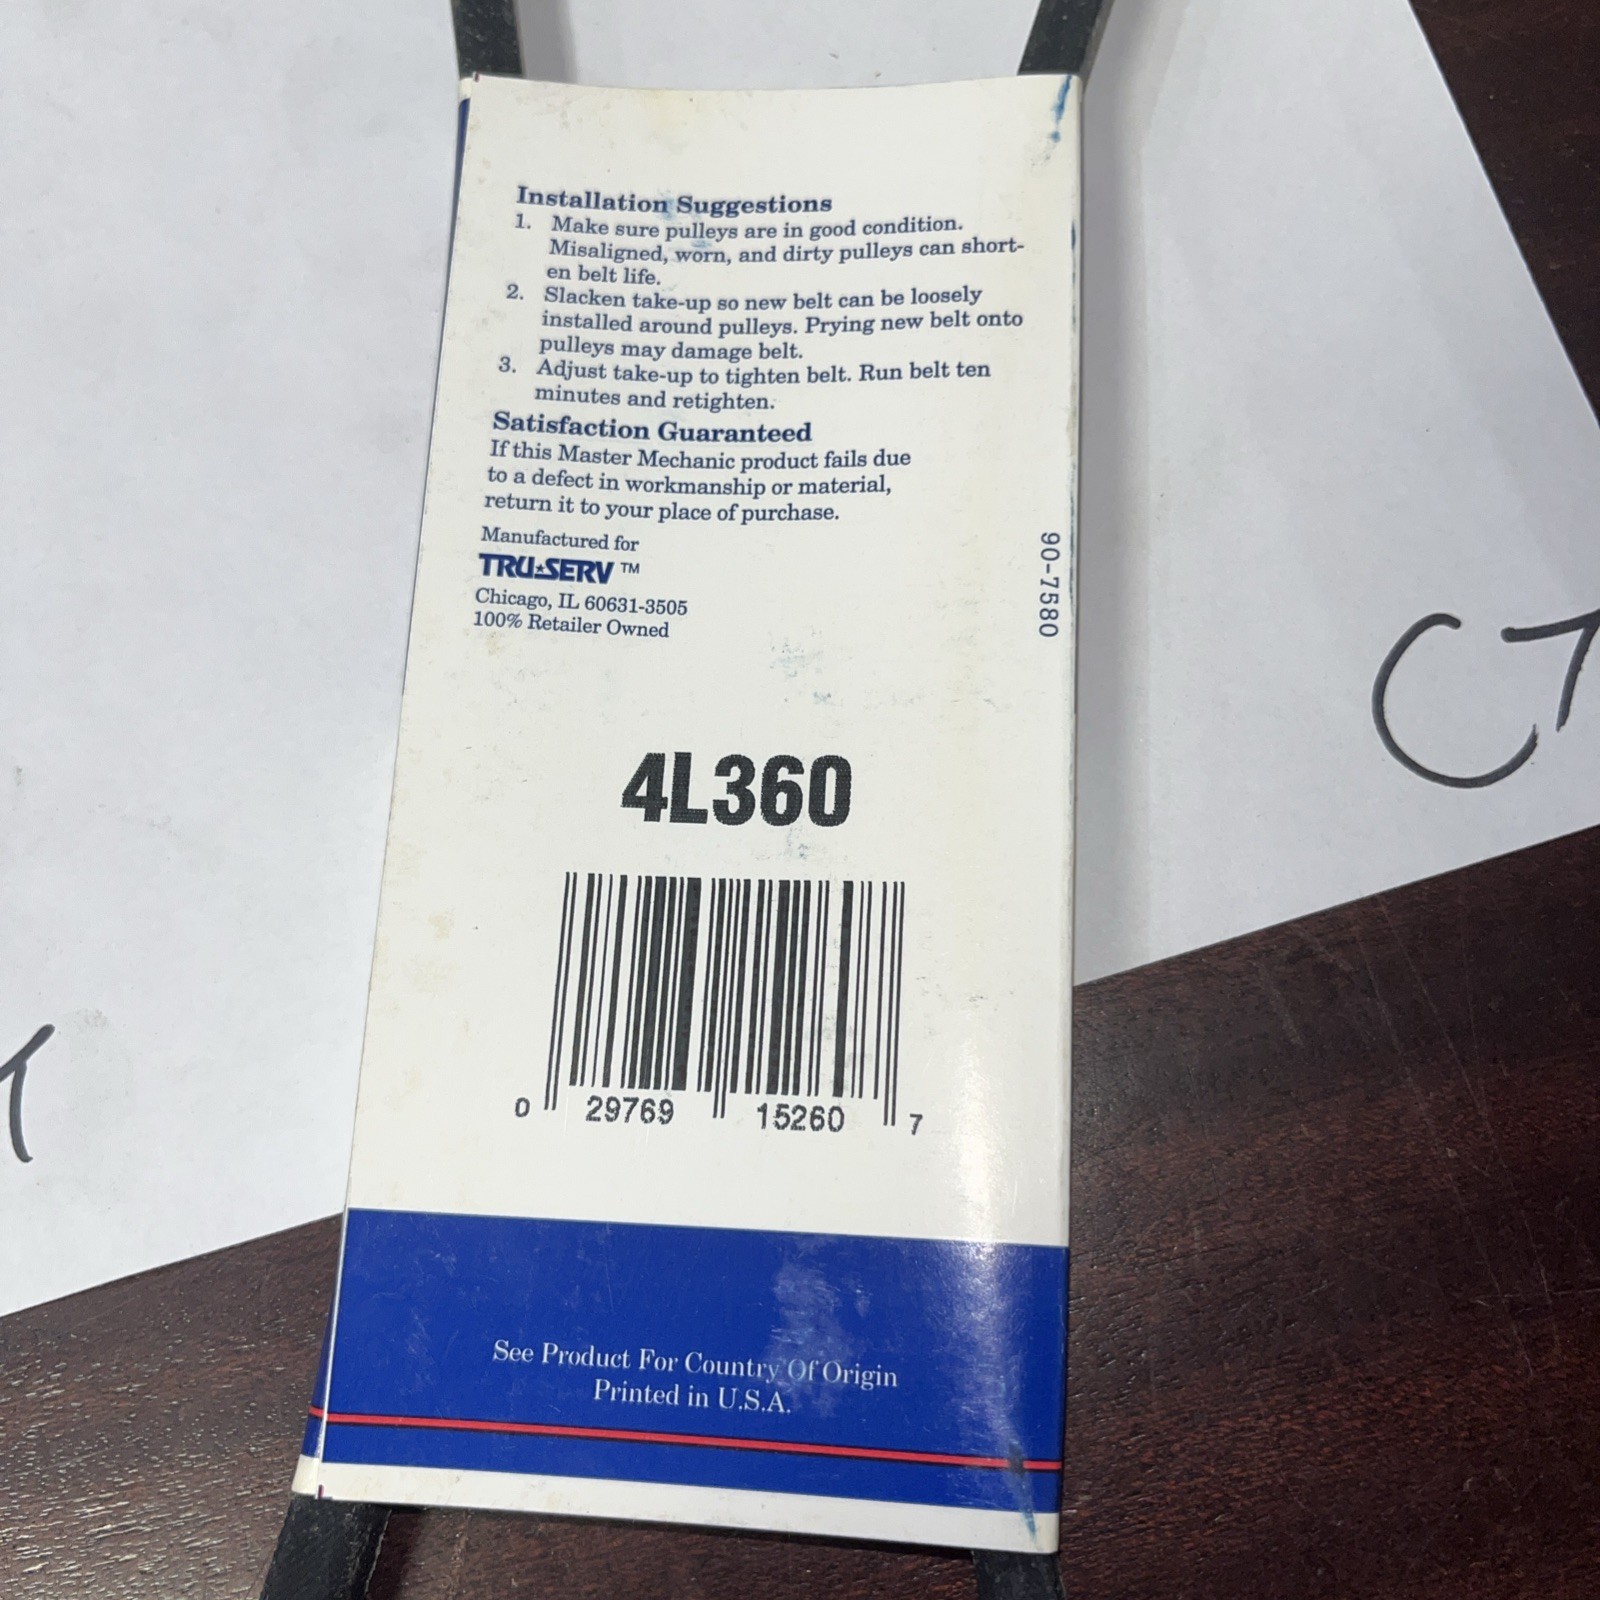 Installation Suggestions
1. Make sure pulleys are in good condition.
Misaligned, worn, and dirty pulleys can short-
en belt life.
2. Slacken take-up so new belt can be loosely
installed around pulleys. Prying new belt onto
pulleys may damage belt.
3. Adjust take-up to tighten belt. Run belt ten
minutes and retighten.
Satisfaction Guaranteed
If this Master Mechanic product fails due
to a defect in workmanship or material,
return it to your place of purchase.
Manufactured for
TRU★SERV™
Chicago, IL 60631-3505
100% Retailer Owned
90-7580
4L360
0 29769 15260 7
See Product For Country Of Origin
Printed in U.S.A.